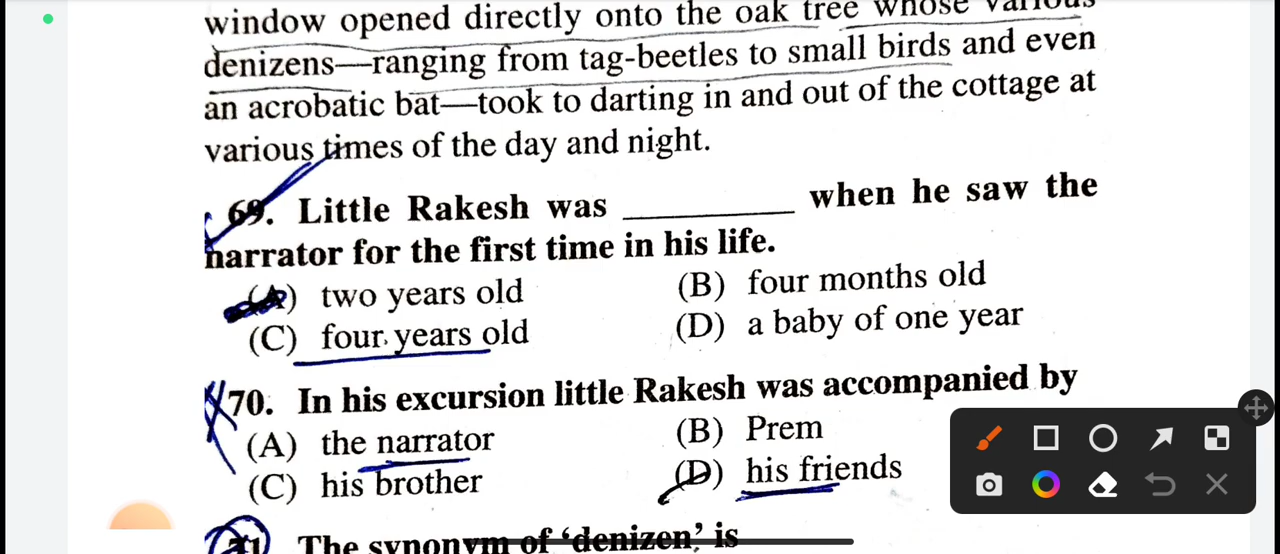 window opened directly onto the oak tree whose various
denizens—ranging from tag-beetles to small birds and even
an acrobatic bat—took to darting in and out of the cottage at
various times of the day and night.
69. Little Rakesh was __________ when he saw the
narrator for the first time in his life.
(A) two years old (B) four months old
(C) four years old (D) a baby of one year
70. In his excursion little Rakesh was accompanied by
(A) the narrator (B) Prem
(C) his brother (D) his friends
71. The synonym of ‘denizen’ is